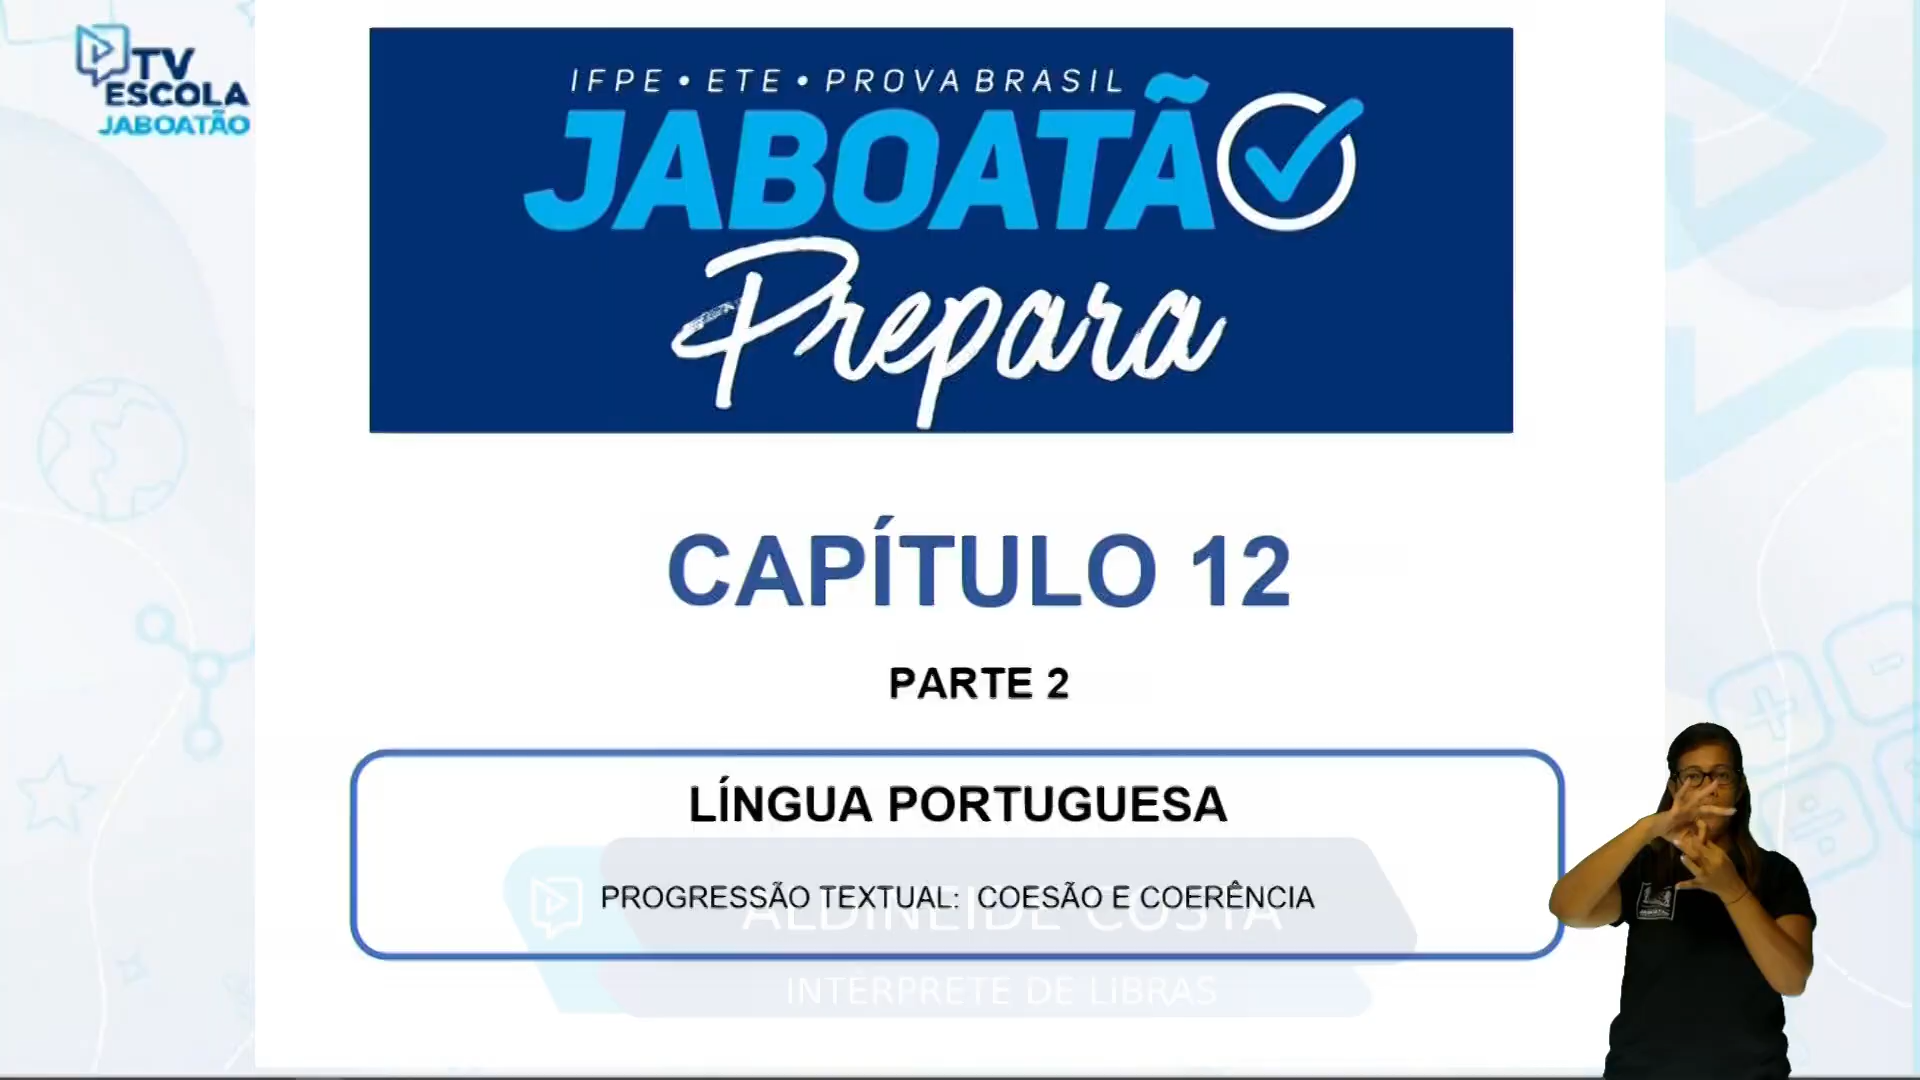 TV
ESCOLA
JABOATÃO
IFPE • ETE • PROVA BRASIL
JABOATÃO
Prepara
CAPÍTULO 12
PARTE 2
LÍNGUA PORTUGUESA
PROGRESSÃO TEXTUAL: COESÃO E COERÊNCIA
ALDINEIDE COSTA
INTÉRPRETE DE LIBRAS